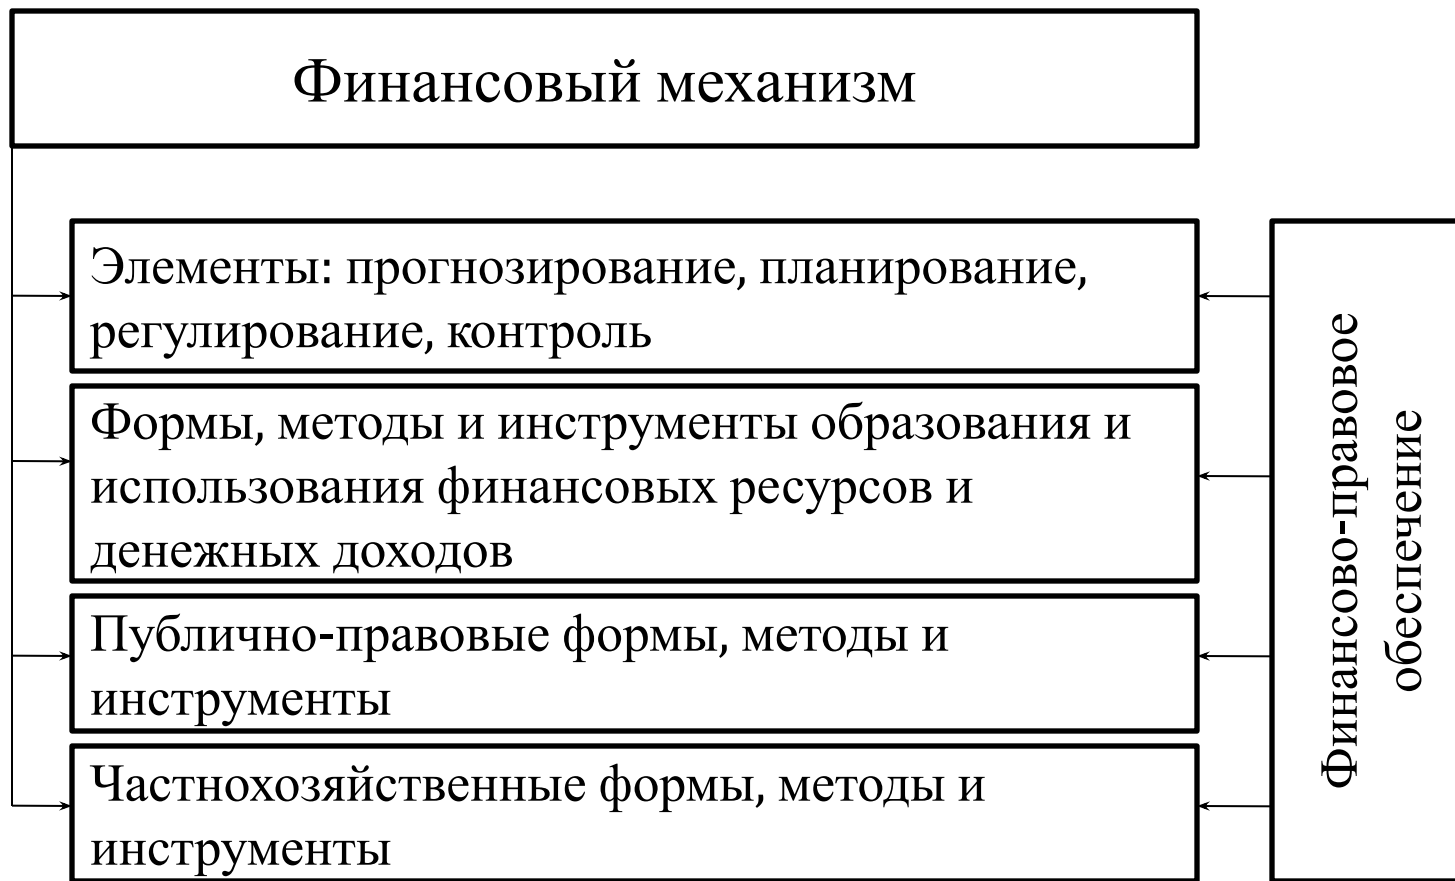 Финансовый механизм
Элементы: прогнозирование, планирование,
регулирование, контроль
Формы, методы и инструменты образования и
использования финансовых ресурсов и
денежных доходов
Публично-правовые формы, методы и
инструменты
Частнохозяйственные формы, методы и
инструменты
Финансово-правовое
обеспечение